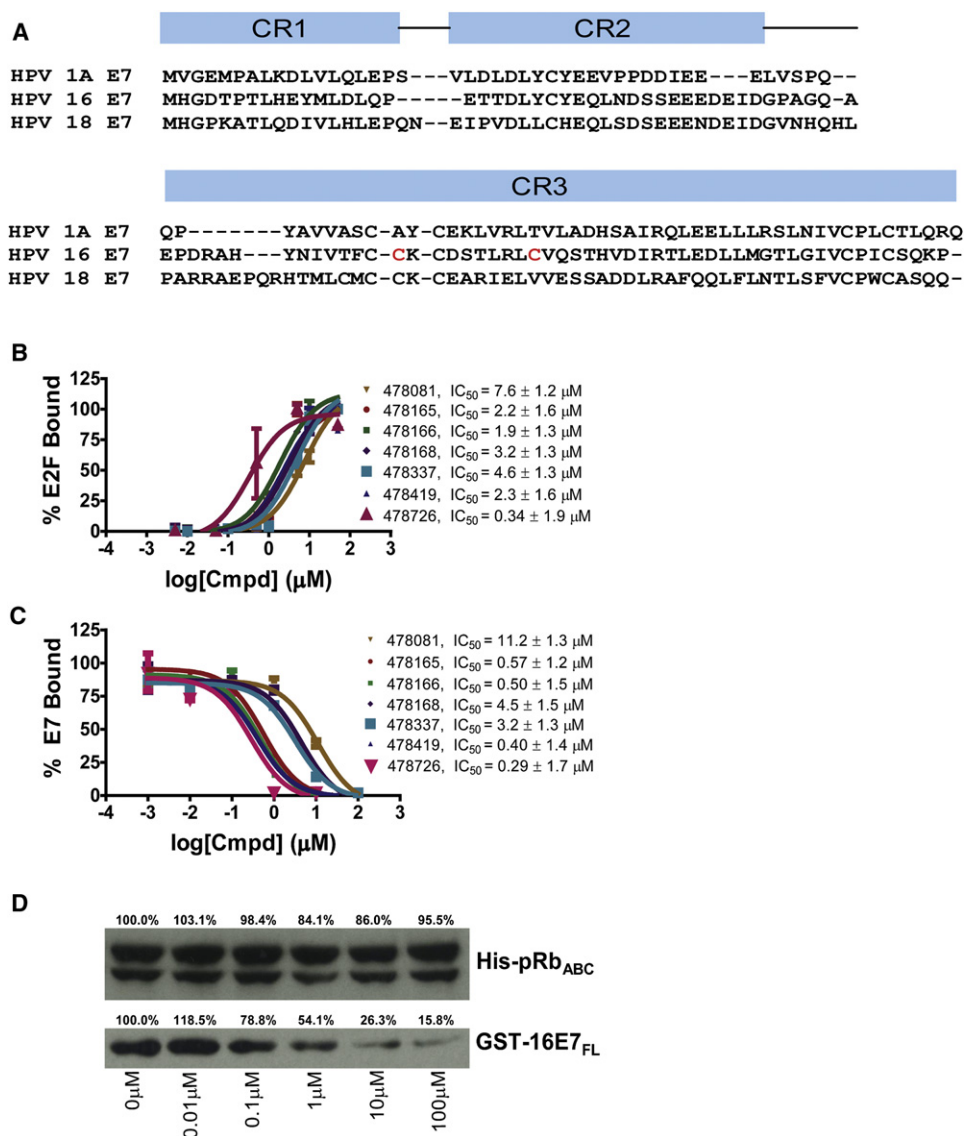 A
CR1 CR2
HPV 1A E7 MVGEMPALKDLVLQLEPS---VLDLDLYCYEEVPPDDIEE---ELVSPQ--
HPV 16 E7 MHGDTPTLHEYMLDLQP-----ETTDLYCYEQLNDSSEEEDEIDGPAGQ-A
HPV 18 E7 MHGPKATLQDIVLHLEPQN---EIPVDLLCHEQLSDSEEENDEIDGVNHQHL
CR3
HPV 1A E7 QP-------YAVVASC-AY-CEKLVRLTVLADHSAIRQLEELLLRSLNIVCPLCTLQRQ
HPV 16 E7 EPDRAH---YNIVTFC-CK-CDSTLRLCVQSTHVDIRTLEDLLMGTLGIVCPICSQKP-
HPV 18 E7 PARRAEPQRHTMLCMC-CKCEARIELVVESSADDLRAFQQLFLNTLSFVCPWCASQQ-
B
% E2F Bound
125
100
75
50
25
0
-4 -3 -2 -1 0 1 2 3
log[Cmpd] (µM)
478081, IC50 = 7.6 ± 1.2 µM
478165, IC50 = 2.2 ± 1.6 µM
478166, IC50 = 1.9 ± 1.3 µM
478168, IC50 = 3.2 ± 1.3 µM
478337, IC50 = 4.6 ± 1.3 µM
478419, IC50 = 2.3 ± 1.6 µM
478726, IC50 = 0.34 ± 1.9 µM
C
% E7 Bound
125
100
75
50
25
0
-4 -3 -2 -1 0 1 2 3
log[Cmpd] (µM)
478081, IC50 = 11.2 ± 1.3 µM
478165, IC50 = 0.57 ± 1.2 µM
478166, IC50 = 0.50 ± 1.5 µM
478168, IC50 = 4.5 ± 1.5 µM
478337, IC50 = 3.2 ± 1.3 µM
478419, IC50 = 0.40 ± 1.4 µM
478726, IC50 = 0.29 ± 1.7 µM
D
100.0% 103.1% 98.4% 84.1% 86.0% 95.5%
His-pRbABC
100.0% 118.5% 78.8% 54.1% 26.3% 15.8%
GST-16E7FL
0µM 0.01µM 0.1µM 1µM 10µM 100µM